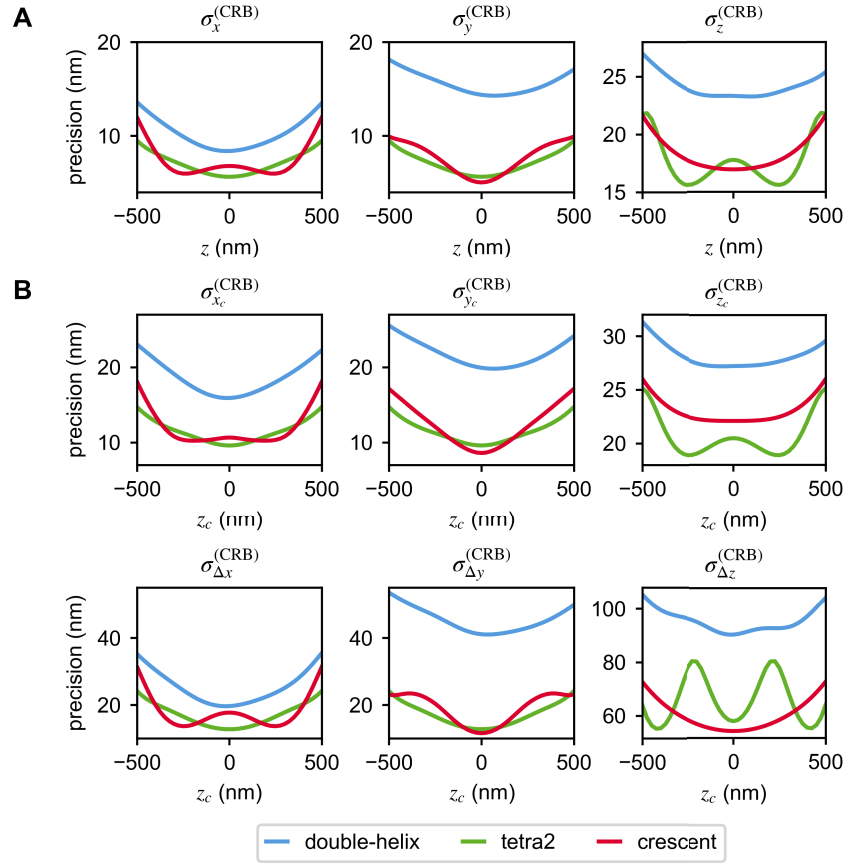 A
σ_x^(CRB) σ_y^(CRB) σ_z^(CRB)
precision (nm)
20 20 25
10 10 20
15
−500 0 500 −500 0 500 −500 0 500
z (nm) z (nm) z (nm)
B
σ_{x_c}^(CRB) σ_{y_c}^(CRB) σ_{z_c}^(CRB)
precision (nm)
20 20 30
10 10 25
20
−500 0 500 −500 0 500 −500 0 500
z_c (nm) z_c (nm) z_c (nm)
σ_{Δx}^(CRB) σ_{Δy}^(CRB) σ_{Δz}^(CRB)
precision (nm)
40 40 100
20 20 80
60
−500 0 500 −500 0 500 −500 0 500
z_c (nm) z_c (nm) z_c (nm)
double-helix tetra2 crescent